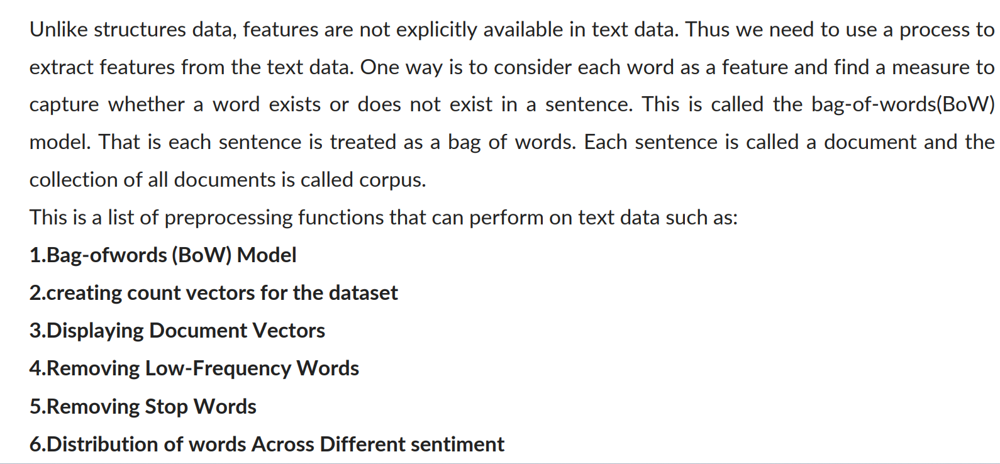 Unlike structures data, features are not explicitly available in text data. Thus we need to use a process to
extract features from the text data. One way is to consider each word as a feature and find a measure to
capture whether a word exists or does not exist in a sentence. This is called the bag-of-words(BoW)
model. That is each sentence is treated as a bag of words. Each sentence is called a document and the
collection of all documents is called corpus.
This is a list of preprocessing functions that can perform on text data such as:
1.Bag-ofwords (BoW) Model
2.creating count vectors for the dataset
3.Displaying Document Vectors
4.Removing Low-Frequency Words
5.Removing Stop Words
6.Distribution of words Across Different sentiment